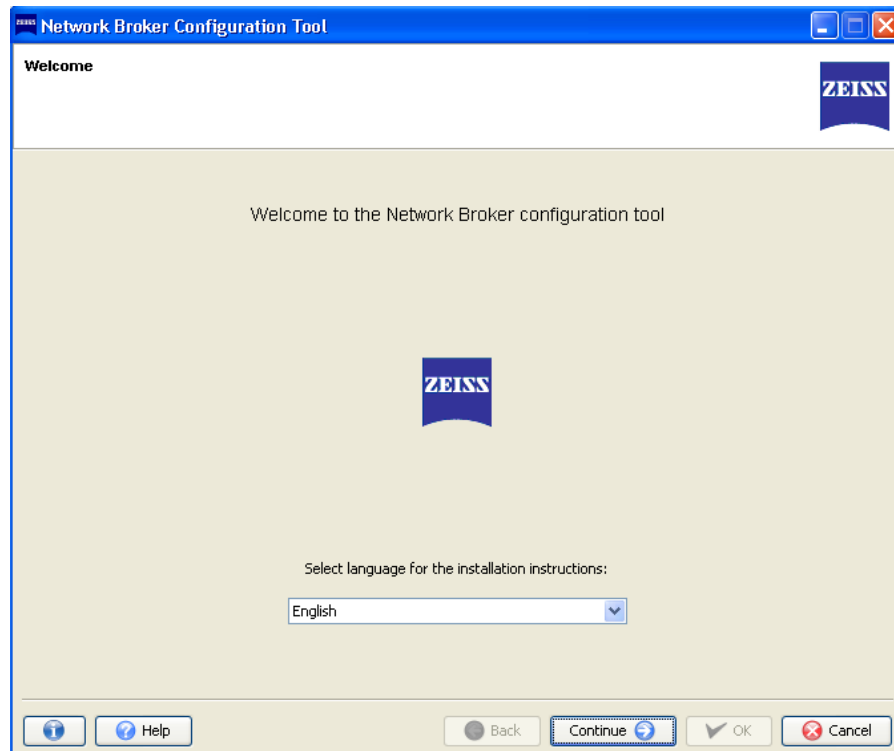 ZEISS Network Broker Configuration Tool
Welcome
ZEISS
Welcome to the Network Broker configuration tool
ZEISS
Select language for the installation instructions:
English
Help Back Continue OK Cancel